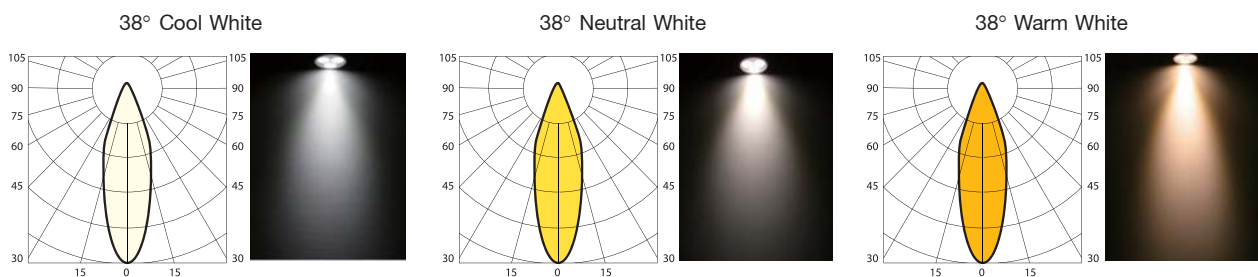 38° Cool White
38° Neutral White
38° Warm White
105 105 105 105 105 105
90 90 90 90 90 90
75 75 75 75 75 75
60 60 60 60 60 60
45 45 45 45 45 45
30 30 30 30 30 30
15 0 15 15 0 15 15 0 15